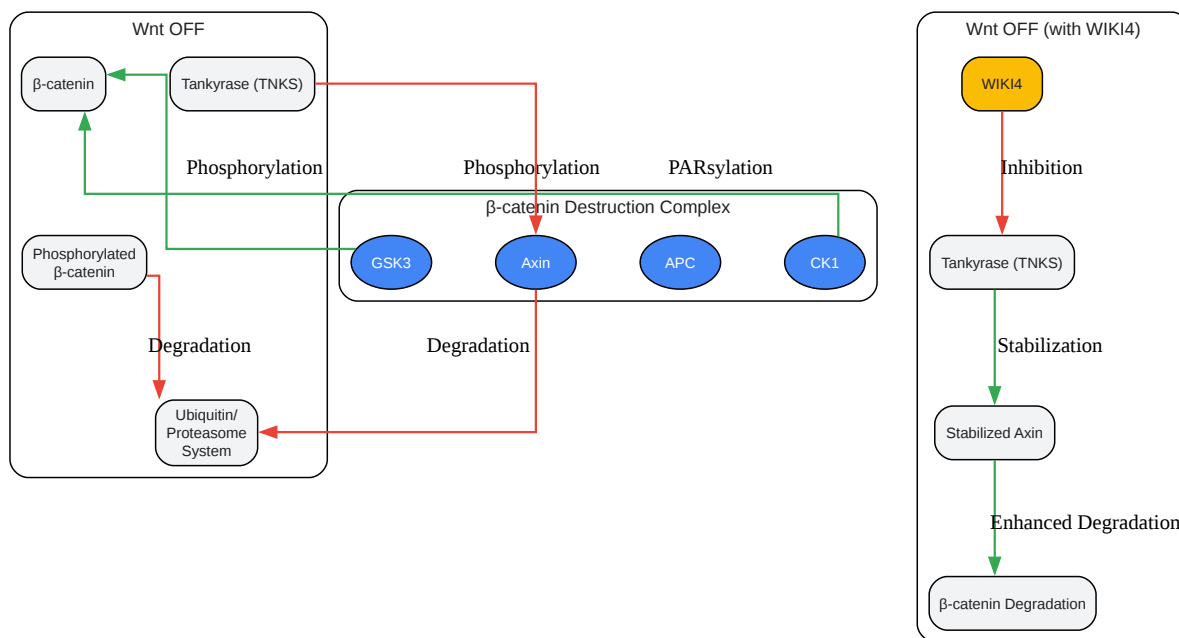 Wnt OFF
Wnt OFF (with WIKI4)
β-catenin
Tankyrase (TNKS)
WIKI4
Phosphorylation
Phosphorylation
PARsylation
Inhibition
β-catenin Destruction Complex
Phosphorylated
β-catenin
GSK3
Axin
APC
CK1
Tankyrase (TNKS)
Degradation
Degradation
Stabilization
Ubiquitin/
Proteasome
System
Stabilized Axin
Enhanced Degradation
β-catenin Degradation